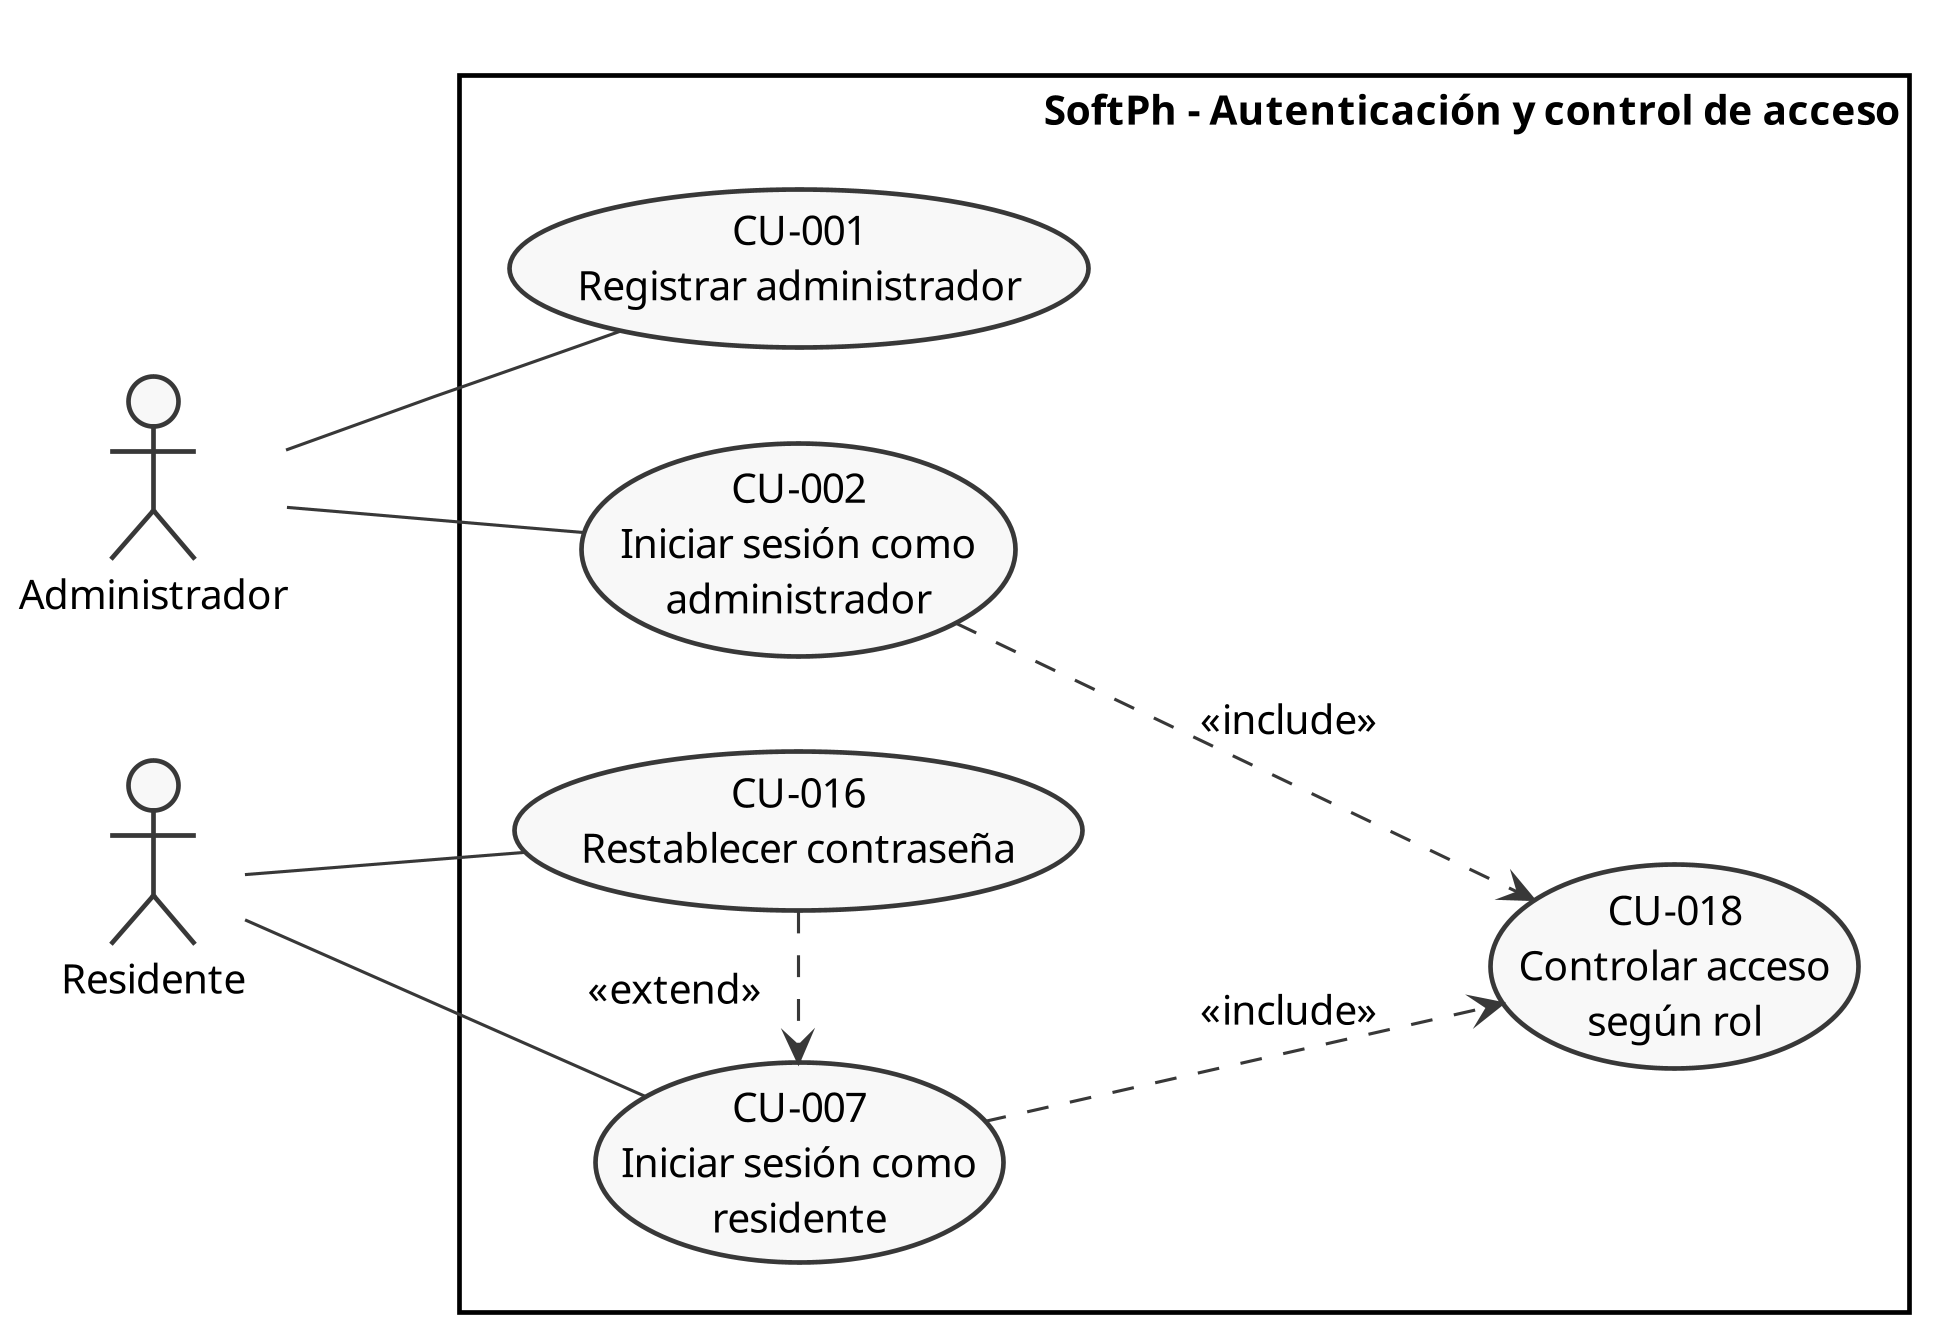 SoftPh - Autenticación y control de acceso
CU-001
Registrar administrador
Administrador
CU-002
Iniciar sesión como
administrador
«include»
CU-016
Restablecer contraseña
Residente
«extend»
«include»
CU-018
Controlar acceso
según rol
CU-007
Iniciar sesión como
residente